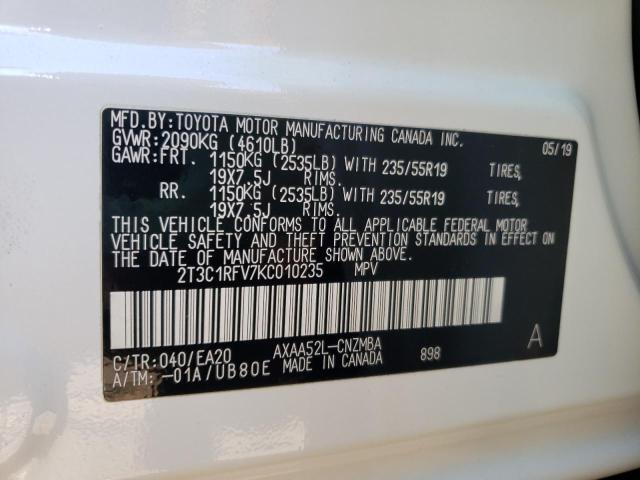 MFD.BY:TOYOTA MOTOR MANUFACTURING CANADA INC.
GVWR:2090KG (4610LB) 05/19
GAWR:FRT. 1150KG (2535LB) WITH 235/55R19 TIRES,
19X7.5J RIMS.
RR. 1150KG (2535LB) WITH 235/55R19 TIRES,
19X7.5J RIMS.
THIS VEHICLE CONFORMS TO ALL APPLICABLE FEDERAL MOTOR
VEHICLE SAFETY AND THEFT PREVENTION STANDARDS IN EFFECT ON
THE DATE OF MANUFACTURE SHOWN ABOVE.
2T3C1RFV7KC010235 MPV
A
C/TR:040/EA20 AXAA52L-CNZMBA 898
A/TM:-01A/UB80E MADE IN CANADA